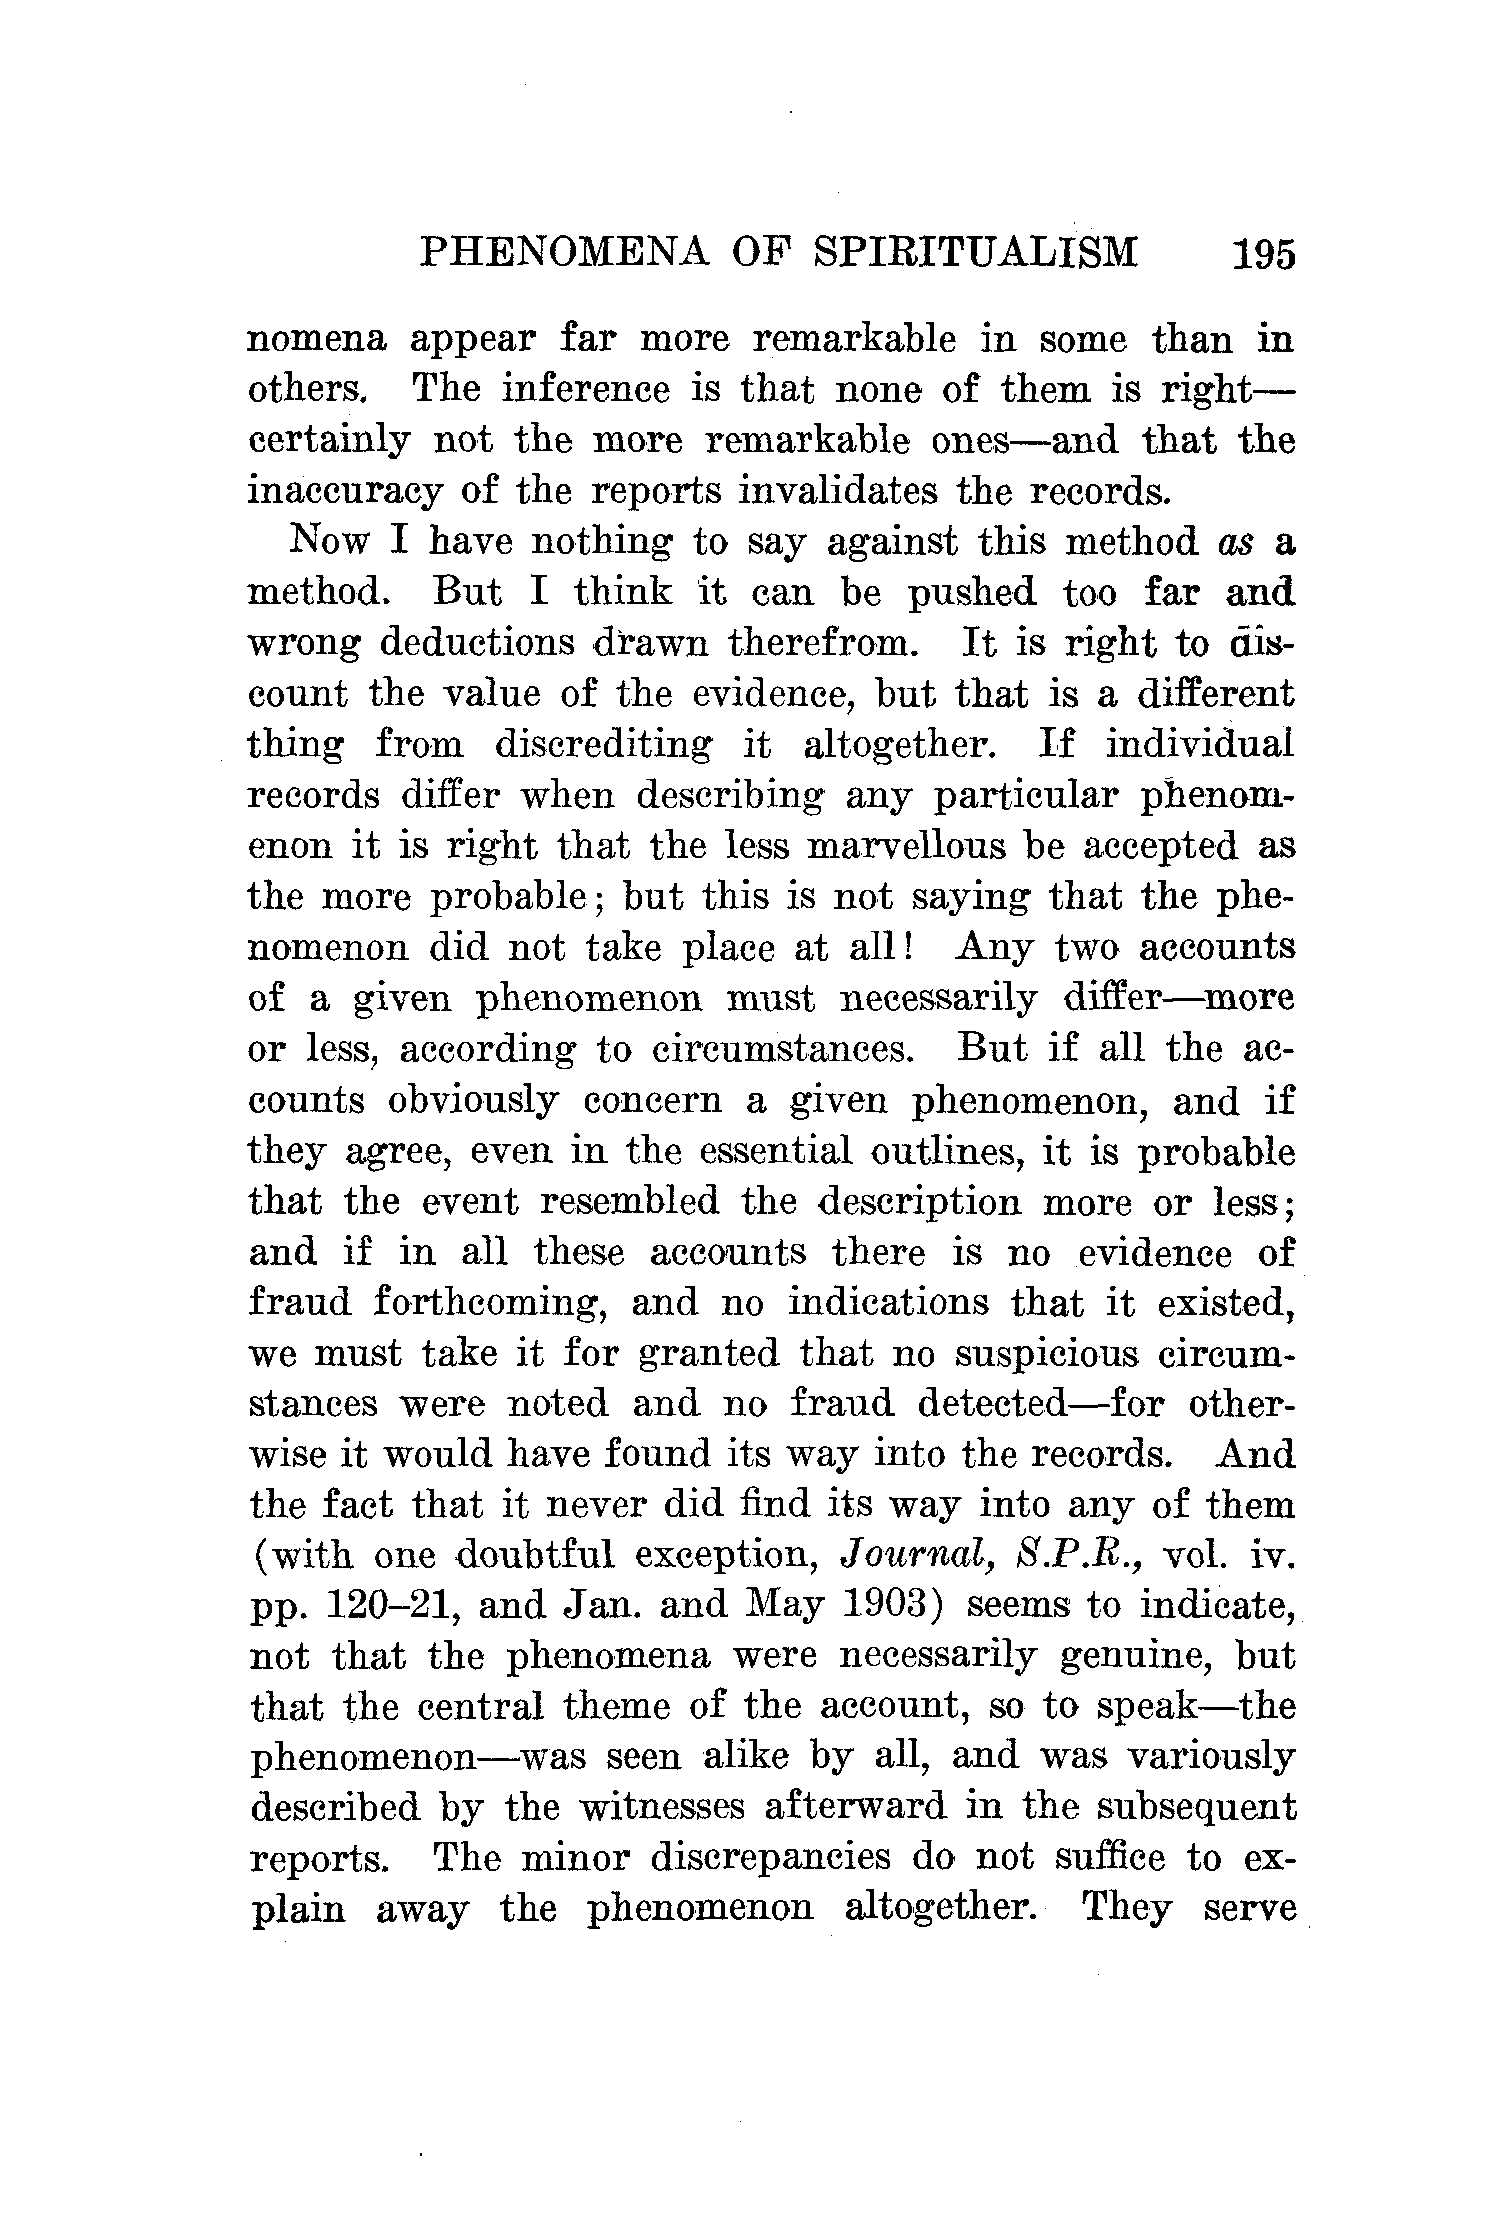 PHENOMENA OF SPIRITUALISM 195
nomena appear far more remarkable in some than in
others. The inference is that none of them is right—
certainly not the more remarkable ones—and that the
inaccuracy of the reports invalidates the records.
Now I have nothing to say against this method as a
method. But I think it can be pushed too far and
wrong deductions drawn therefrom. It is right to dis-
count the value of the evidence, but that is a different
thing from discrediting it altogether. If individual
records differ when describing any particular phenom-
enon it is right that the less marvellous be accepted as
the more probable; but this is not saying that the phe-
nomenon did not take place at all! Any two accounts
of a given phenomenon must necessarily differ—more
or less, according to circumstances. But if all the ac-
counts obviously concern a given phenomenon, and if
they agree, even in the essential outlines, it is probable
that the event resembled the description more or less;
and if in all these accounts there is no evidence of
fraud forthcoming, and no indications that it existed,
we must take it for granted that no suspicious circum-
stances were noted and no fraud detected—for other-
wise it would have found its way into the records. And
the fact that it never did find its way into any of them
(with one doubtful exception, Journal, S.P.R., vol. iv.
pp. 120–21, and Jan. and May 1903) seems to indicate,
not that the phenomena were necessarily genuine, but
that the central theme of the account, so to speak—the
phenomenon—was seen alike by all, and was variously
described by the witnesses afterward in the subsequent
reports. The minor discrepancies do not suffice to ex-
plain away the phenomenon altogether. They serve